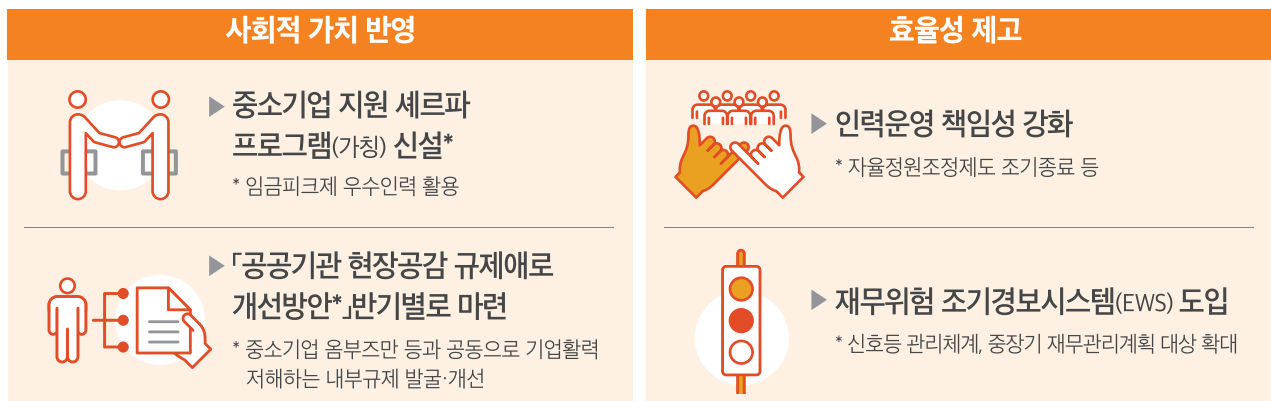 사회적 가치 반영
▶ 중소기업 지원 셰르파
프로그램(가칭) 신설*
* 임금피크제 우수인력 활용
▶ 「공공기관 현장공감 규제애로
개선방안*」반기별로 마련
* 중소기업 옴부즈만 등과 공동으로 기업활력
저해하는 내부규제 발굴·개선
효율성 제고
▶ 인력운영 책임성 강화
* 자율정원조정제도 조기종료 등
▶ 재무위험 조기경보시스템(EWS) 도입
* 신호등 관리체계, 중장기 재무관리계획 대상 확대